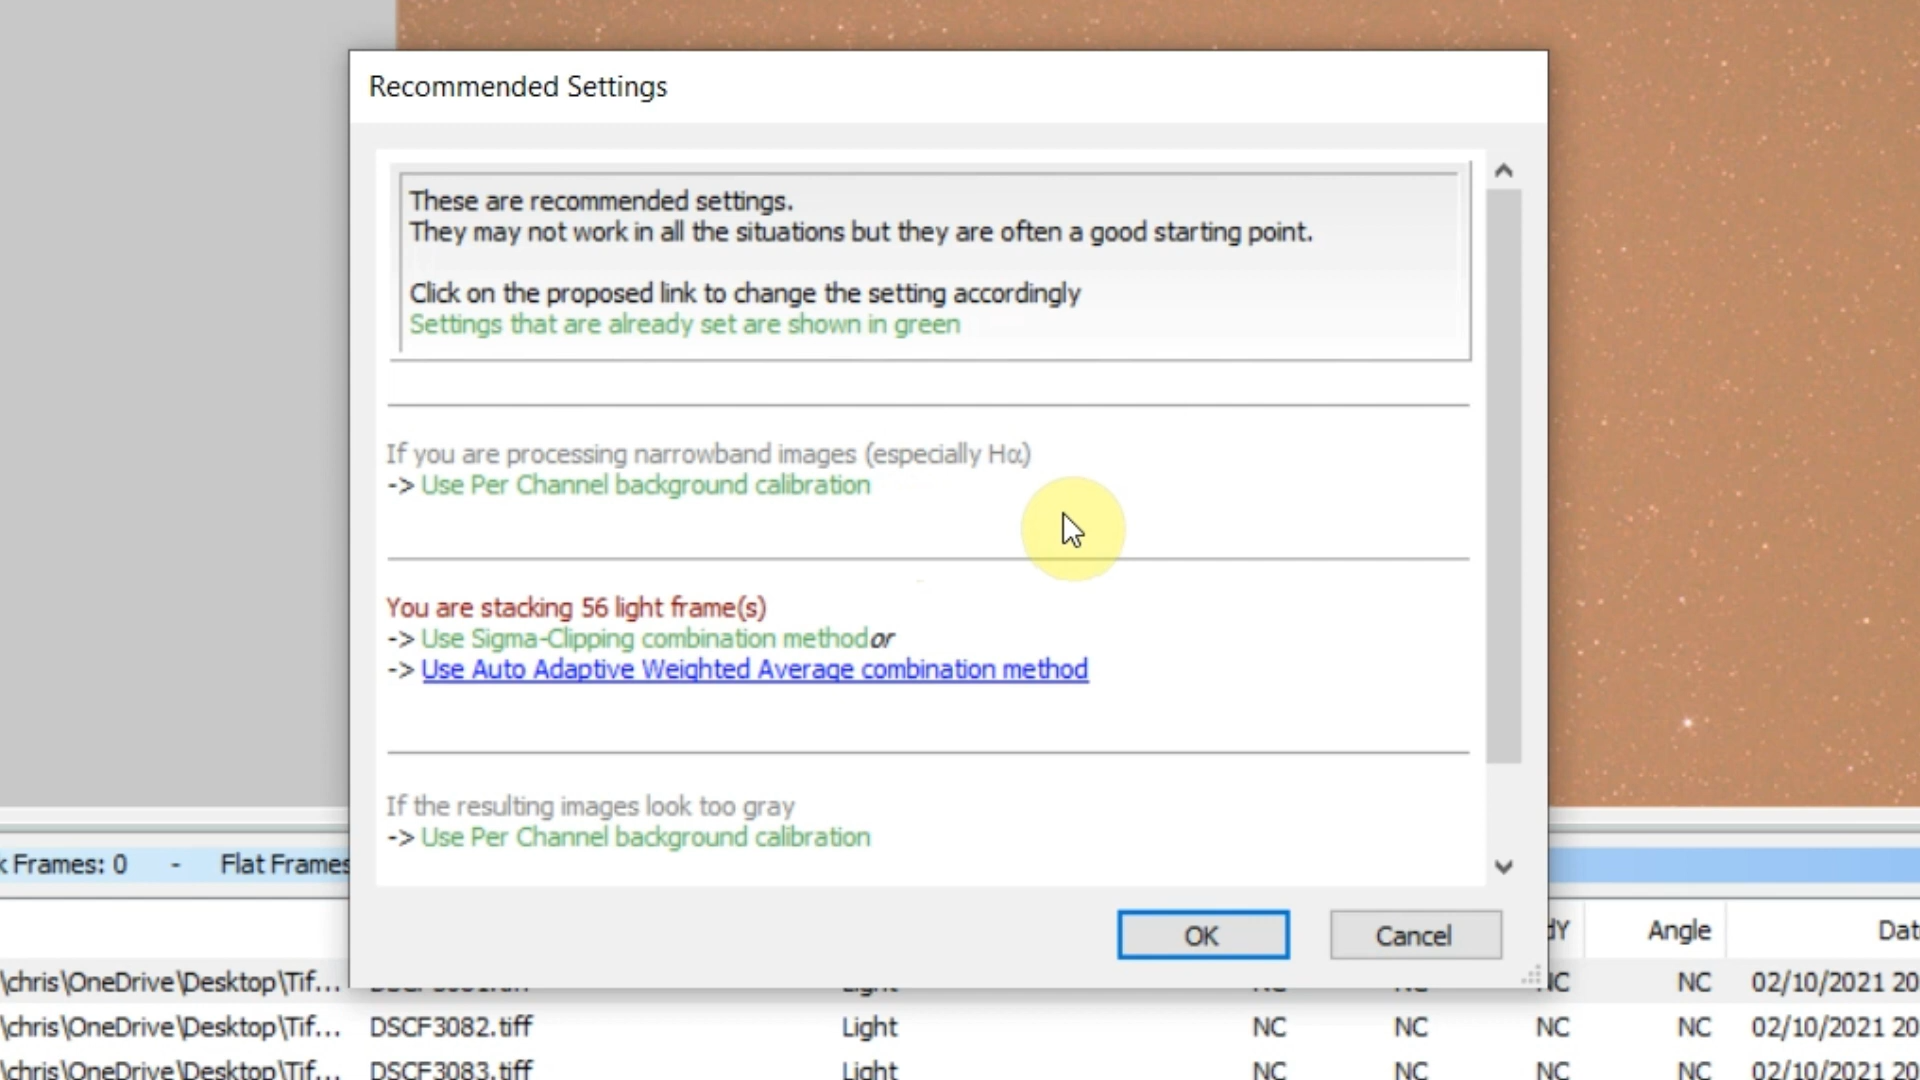 Recommended Settings
These are recommended settings.
They may not work in all the situations but they are often a good starting point.
Click on the proposed link to change the setting accordingly
Settings that are already set are shown in green
If you are processing narrowband images (especially Hα)
-> Use Per Channel background calibration
You are stacking 56 light frame(s)
-> Use Sigma-Clipping combination methodor
-> Use Auto Adaptive Weighted Average combination method
If the resulting images look too gray
-> Use Per Channel background calibration
Frames: 0 - Flat Frames
OK Cancel
dY Angle Dat
\chris\OneDrive\Desktop\Tif... NC NC 02/10/2021 20
\chris\OneDrive\Desktop\Tif... DSCF3082.tiff Light NC NC NC NC 02/10/2021 20
\chris\OneDrive\Desktop\Tif... DSCF3083.tiff Light NC NC NC NC 02/10/2021 20